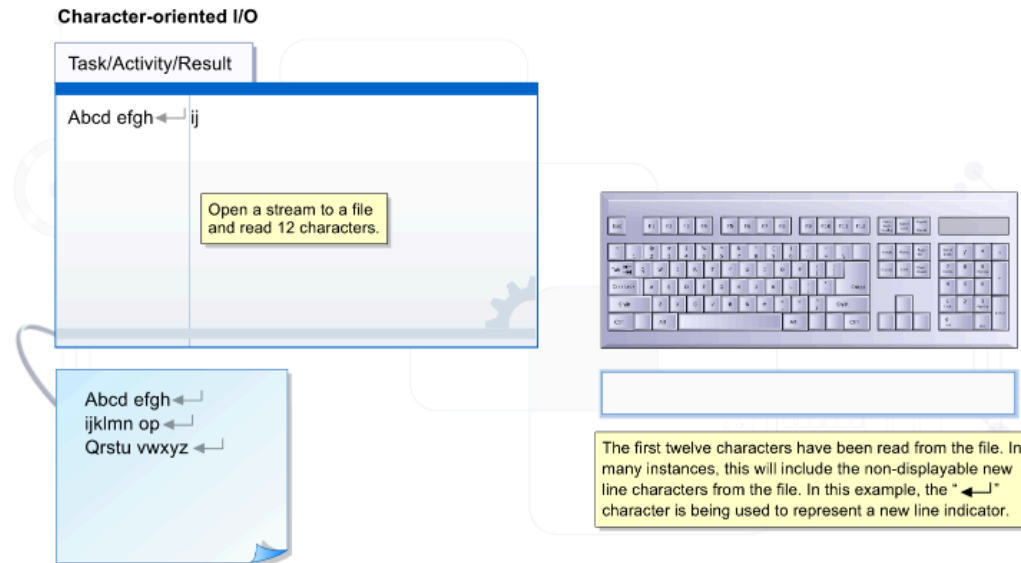 Character-oriented I/O
Task/Activity/Result
Abcd efgh↵ ij
Open a stream to a file
and read 12 characters.
Abcd efgh↵
ijklmn op↵
Qrstu vwxyz↵
The first twelve characters have been read from the file. In
many instances, this will include the non-displayable new
line characters from the file. In this example, the “↵”
character is being used to represent a new line indicator.